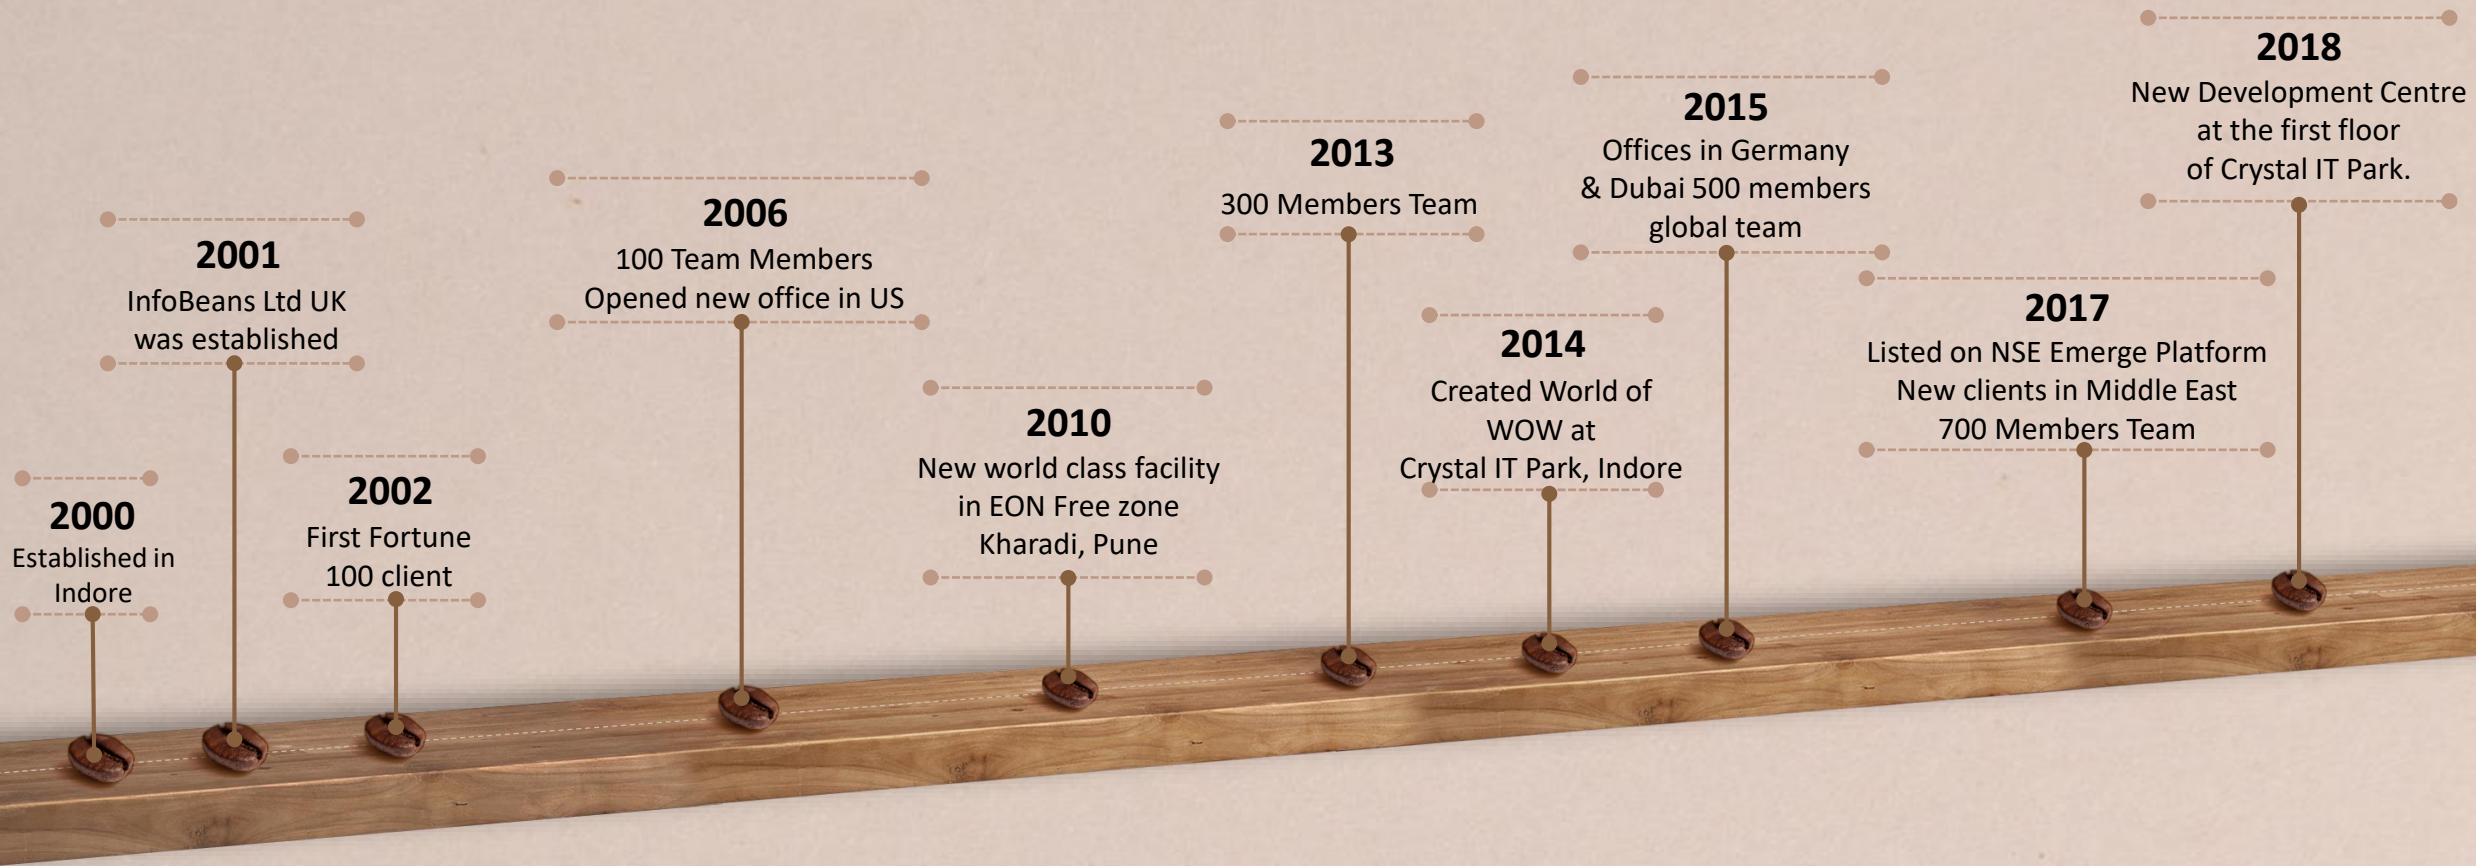 2000
Established in
Indore
2001
InfoBeans Ltd UK
was established
2002
First Fortune
100 client
2006
100 Team Members
Opened new office in US
2010
New world class facility
in EON Free zone
Kharadi, Pune
2013
300 Members Team
2014
Created World of
WOW at
Crystal IT Park, Indore
2015
Offices in Germany
& Dubai 500 members
global team
2017
Listed on NSE Emerge Platform
New clients in Middle East
700 Members Team
2018
New Development Centre
at the first floor
of Crystal IT Park.